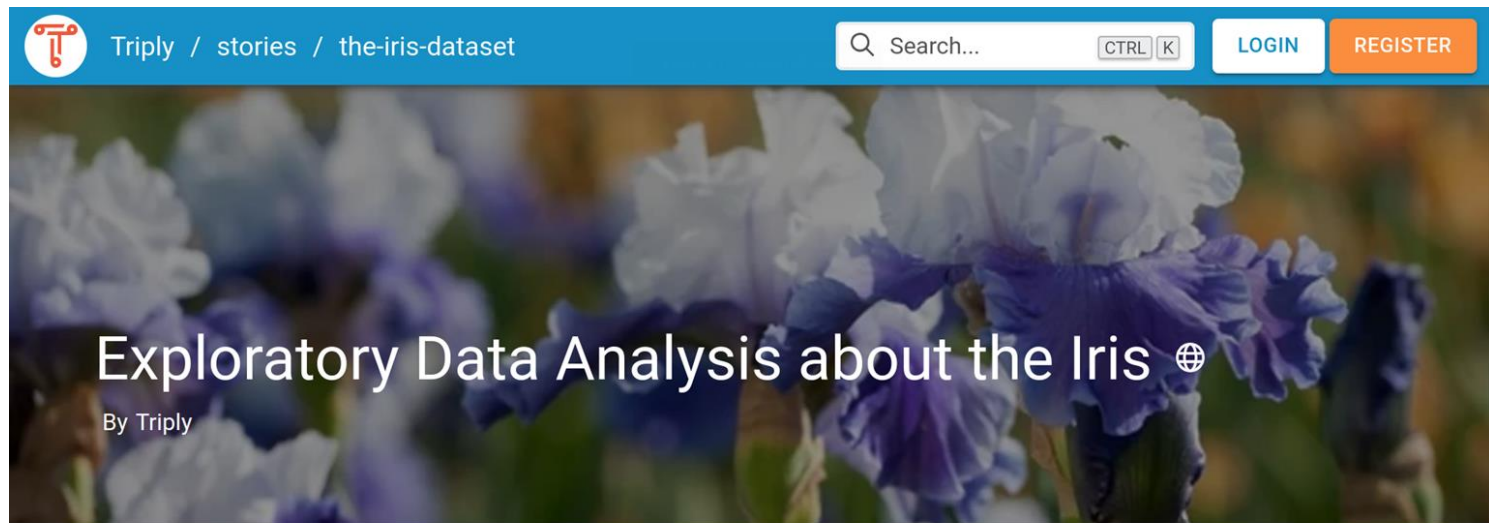 Triply / stories / the-iris-dataset
Search...
CTRL K
LOGIN
REGISTER
Exploratory Data Analysis about the Iris
By Triply